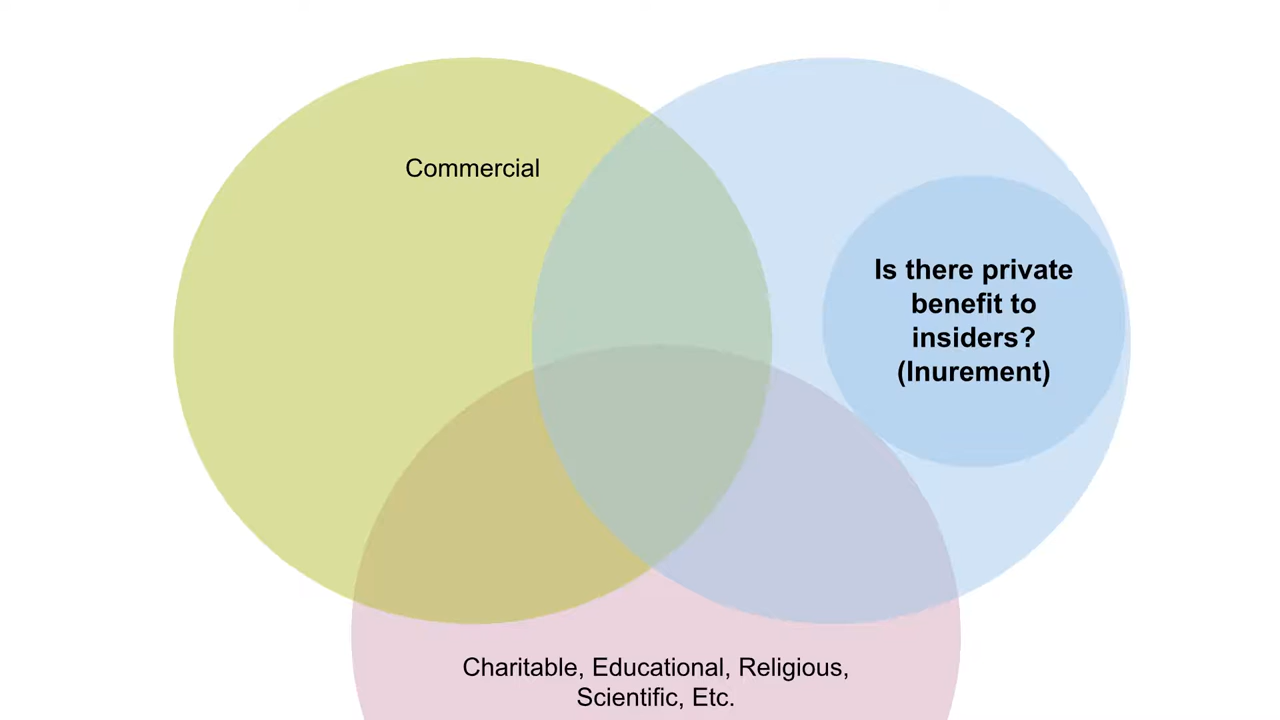 Commercial
Is there private
benefit to
insiders?
(Inurement)
Charitable, Educational, Religious,
Scientific, Etc.